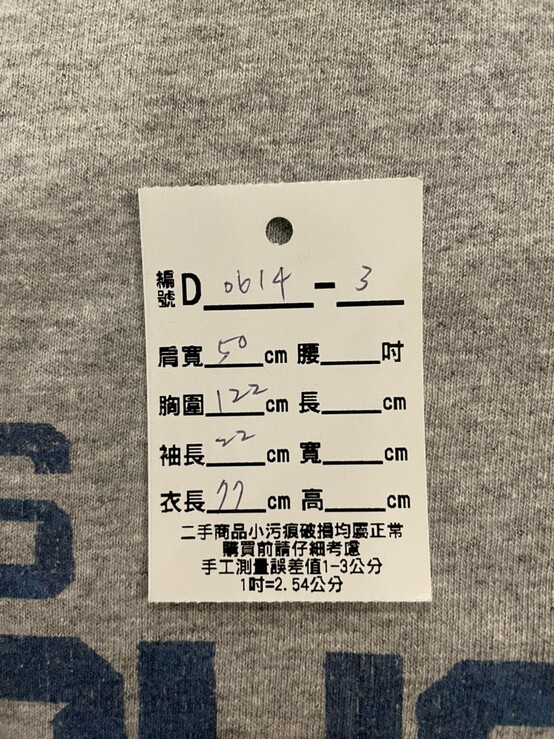 編號 D 0614 - 3
肩寬 50 cm 腰 吋
胸圍 122 cm 長 cm
袖長 22 cm 寬 cm
衣長 77 cm 高 cm
二手商品小污痕破損均屬正常
購買前請仔細考慮
手工測量誤差值1-3公分
1吋=2.54公分